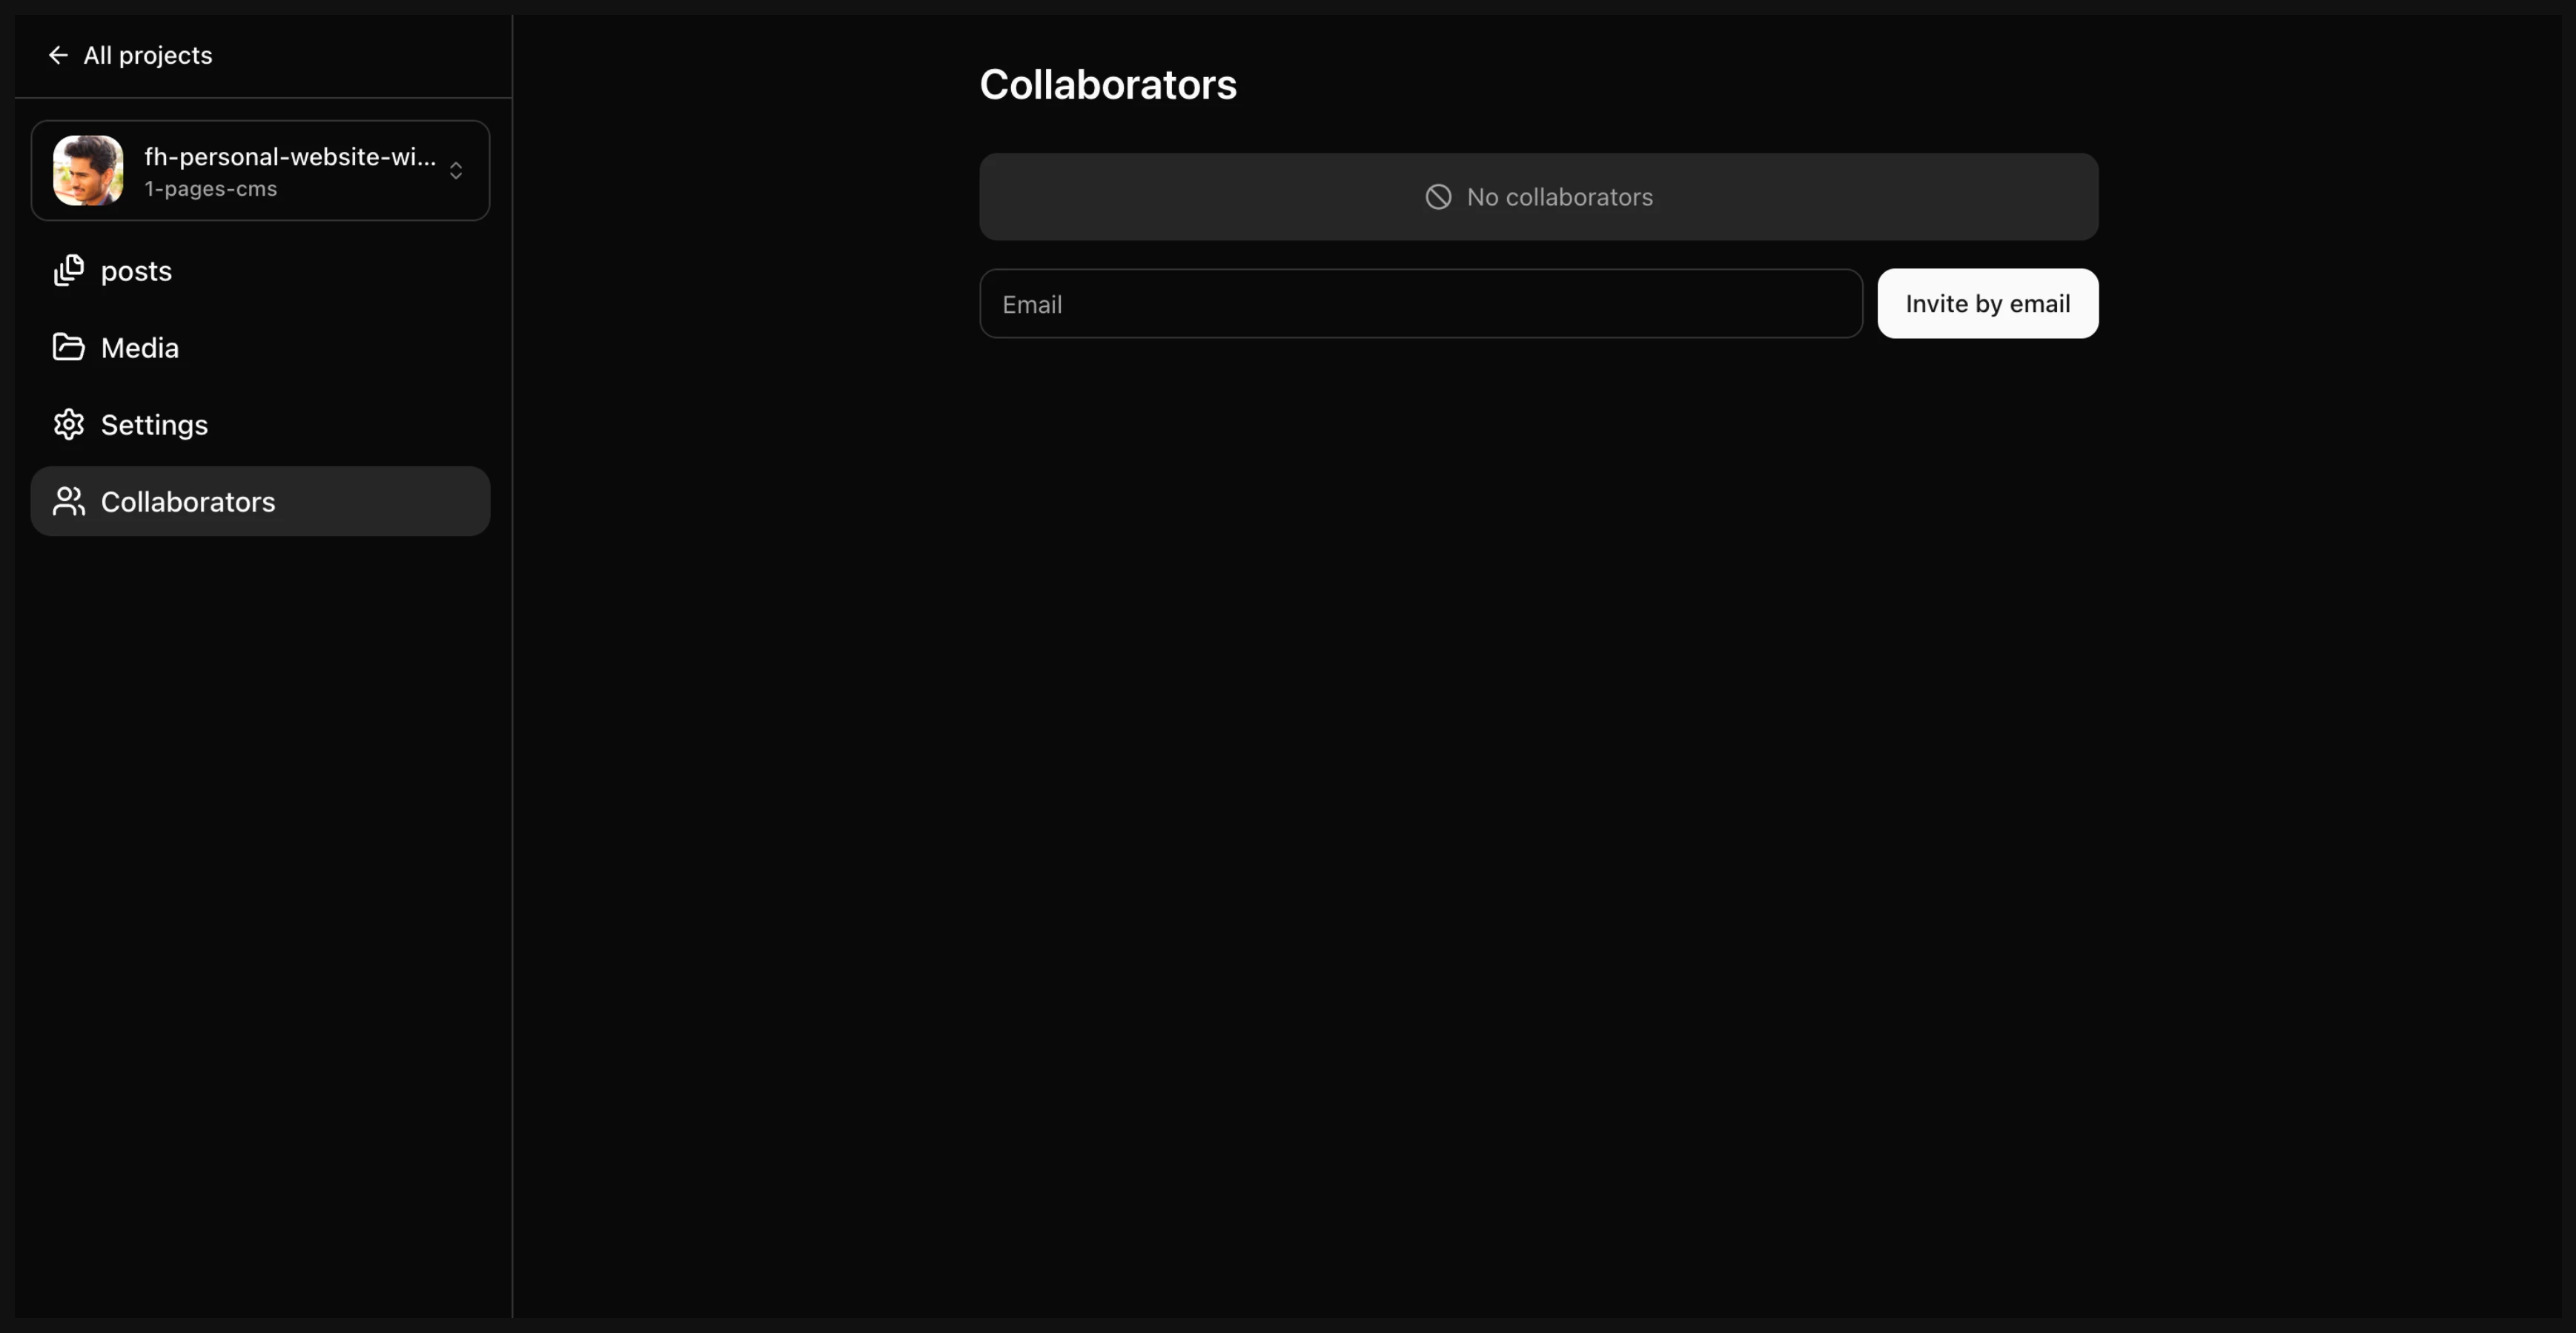 All projects
fh-personal-website-wi...
1-pages-cms
posts
Media
Settings
Collaborators
Collaborators
No collaborators
Email
Invite by email